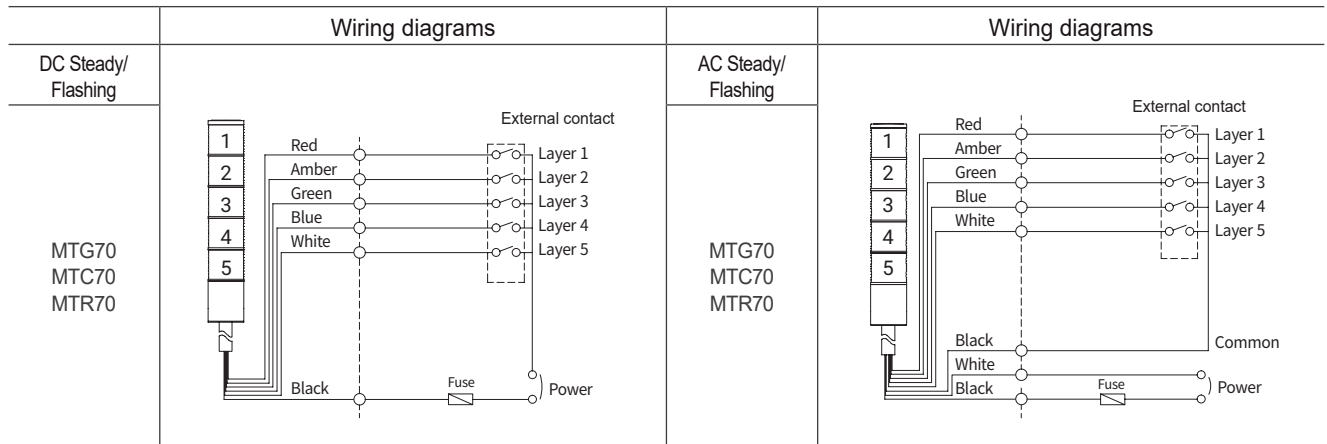 Wiring diagrams
Wiring diagrams
DC Steady/
Flashing
MTG70
MTC70
MTR70
1
2
3
4
5
Red
Amber
Green
Blue
White
Black
External contact
Layer 1
Layer 2
Layer 3
Layer 4
Layer 5
Fuse
Power
AC Steady/
Flashing
MTG70
MTC70
MTR70
1
2
3
4
5
Red
Amber
Green
Blue
White
Black
White
Black
External contact
Layer 1
Layer 2
Layer 3
Layer 4
Layer 5
Common
Fuse
Power